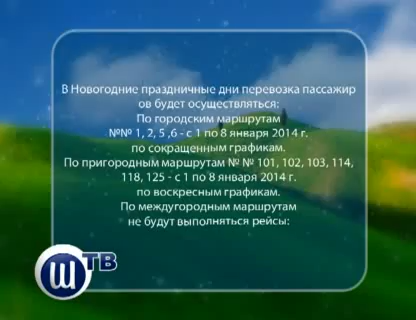 В Новогодние праздничные дни перевозка пассажир
ов будет осуществляться:
По городским маршрутам
№№ 1, 2, 5 ,6 - с 1 по 8 января 2014 г.
по сокращенным графикам.
По пригородным маршрутам № № 101, 102, 103, 114,
118, 125 - с 1 по 8 января 2014 г.
по воскресным графикам.
По междугородным маршрутам
не будут выполняться рейсы:
Ш ТВ